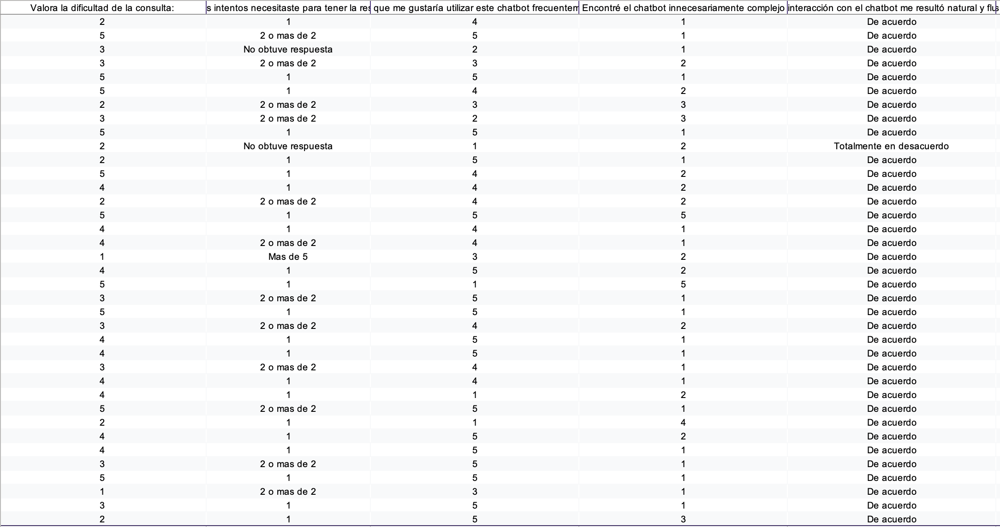 Valora la dificultad de la consulta: s intentos necesitaste para tener la res que me gustaría utilizar este chatbot frecuentem Encontré el chatbot innecesariamente complejo interacción con el chatbot me resultó natural y flu s
2 1 4 1 De acuerdo
5 2 o mas de 2 5 1 De acuerdo
3 No obtuve respuesta 2 1 De acuerdo
3 2 o mas de 2 3 2 De acuerdo
5 1 5 1 De acuerdo
5 1 4 2 De acuerdo
2 2 o mas de 2 3 3 De acuerdo
3 2 o mas de 2 2 3 De acuerdo
5 1 5 1 De acuerdo
2 No obtuve respuesta 1 2 Totalmente en desacuerdo
2 1 5 1 De acuerdo
5 1 4 2 De acuerdo
4 1 4 2 De acuerdo
2 2 o mas de 2 4 2 De acuerdo
5 1 5 5 De acuerdo
4 1 4 1 De acuerdo
4 2 o mas de 2 4 1 De acuerdo
1 Mas de 5 3 2 De acuerdo
4 1 5 2 De acuerdo
5 1 1 5 De acuerdo
3 2 o mas de 2 5 1 De acuerdo
5 1 5 1 De acuerdo
3 2 o mas de 2 4 2 De acuerdo
4 1 5 1 De acuerdo
4 1 5 1 De acuerdo
3 2 o mas de 2 4 1 De acuerdo
4 1 4 1 De acuerdo
4 1 1 2 De acuerdo
5 2 o mas de 2 5 1 De acuerdo
2 1 1 4 De acuerdo
4 1 5 2 De acuerdo
4 1 5 1 De acuerdo
3 2 o mas de 2 5 1 De acuerdo
5 1 5 1 De acuerdo
1 2 o mas de 2 3 1 De acuerdo
3 1 5 1 De acuerdo
2 1 5 3 De acuerdo